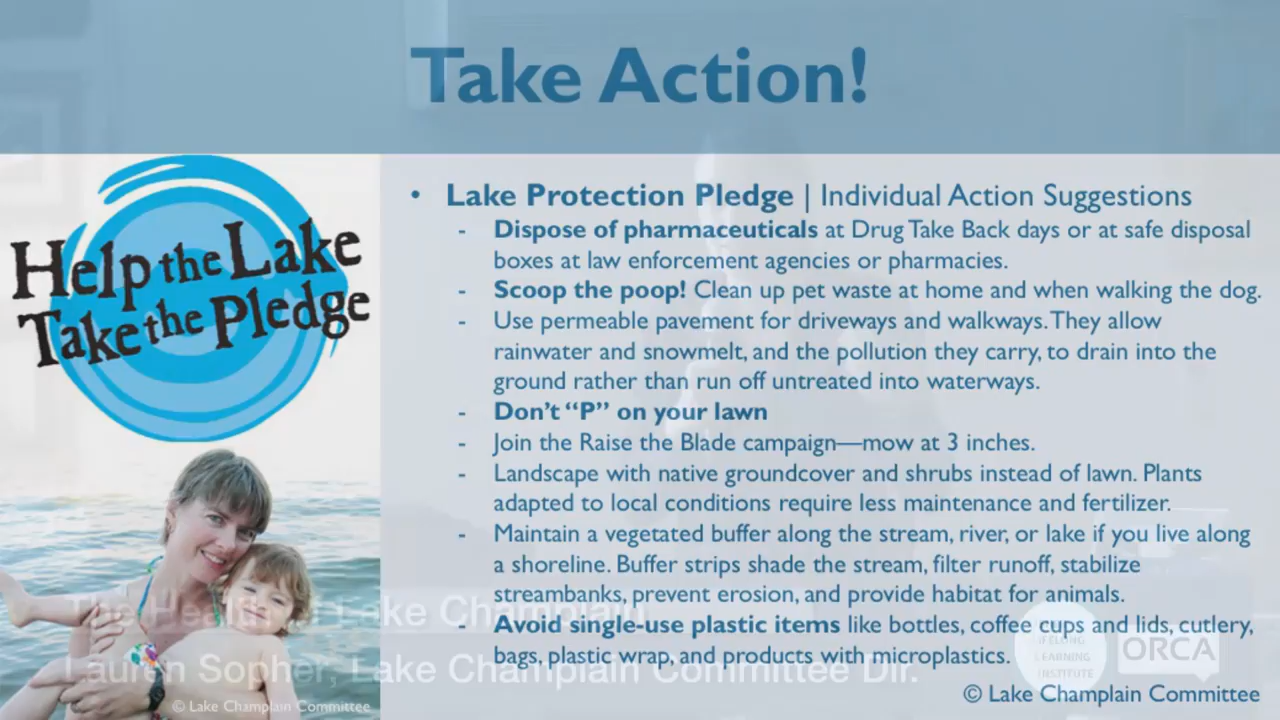 Take Action!
Help the Lake
Take the Pledge
• Lake Protection Pledge | Individual Action Suggestions
- Dispose of pharmaceuticals at Drug Take Back days or at safe disposal
boxes at law enforcement agencies or pharmacies.
- Scoop the poop! Clean up pet waste at home and when walking the dog.
- Use permeable pavement for driveways and walkways. They allow
rainwater and snowmelt, and the pollution they carry, to drain into the
ground rather than run off untreated into waterways.
- Don't “P” on your lawn
- Join the Raise the Blade campaign—mow at 3 inches.
- Landscape with native groundcover and shrubs instead of lawn. Plants
adapted to local conditions require less maintenance and fertilizer.
- Maintain a vegetated buffer along the stream, river, or lake if you live along
a shoreline. Buffer strips shade the stream, filter runoff, stabilize
streambanks, prevent erosion, and provide habitat for animals.
- Avoid single-use plastic items like bottles, coffee cups and lids, cutlery,
bags, plastic wrap, and products with microplastics.
The Health Lake Champlain
Lauren Sopher, Lake Champlain Committee Dir.
LIFELONG
LEARNING
INSTITUTE
ORCA
© Lake Champlain Committee
© Lake Champlain Committee